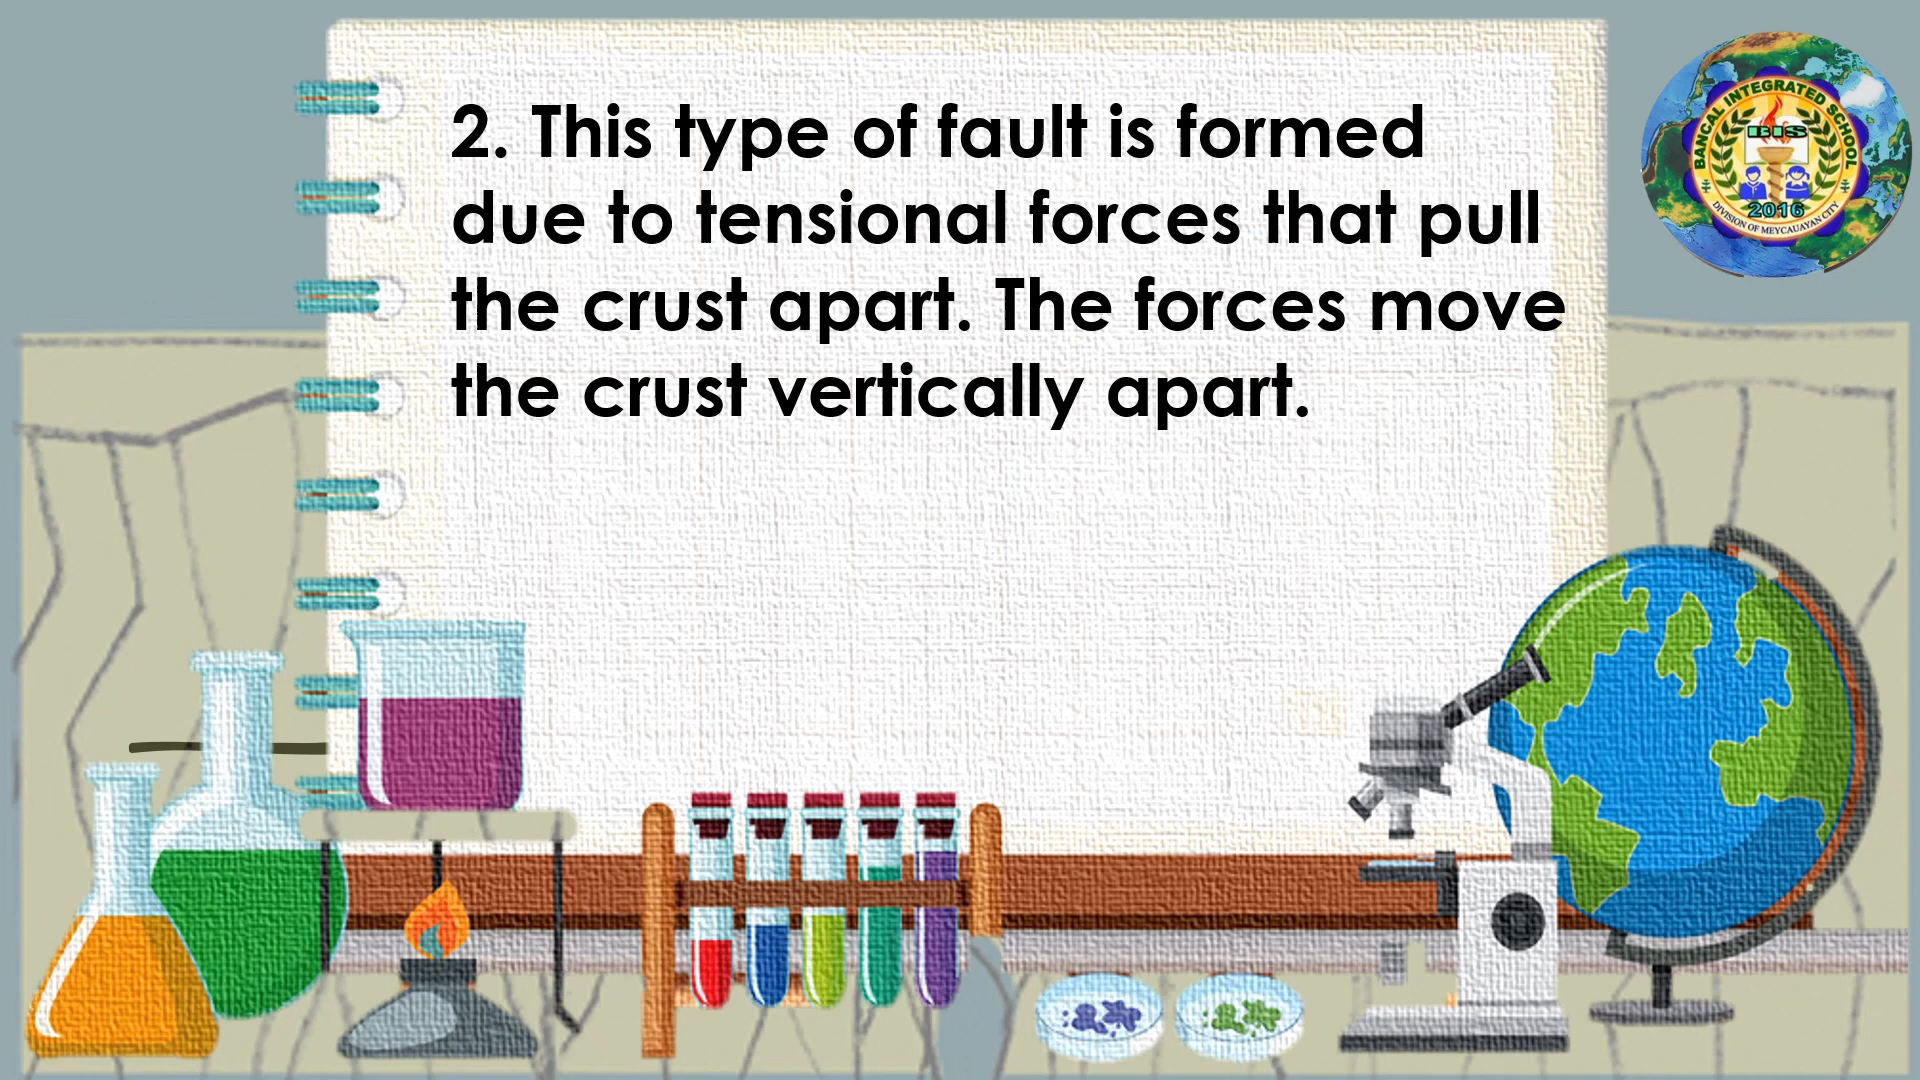 2. This type of fault is formed
due to tensional forces that pull
the crust apart. The forces move
the crust vertically apart.
BANCAL INTEGRATED SCHOOL
BIS
2016
DIVISION OF MEYCAUAYAN CITY